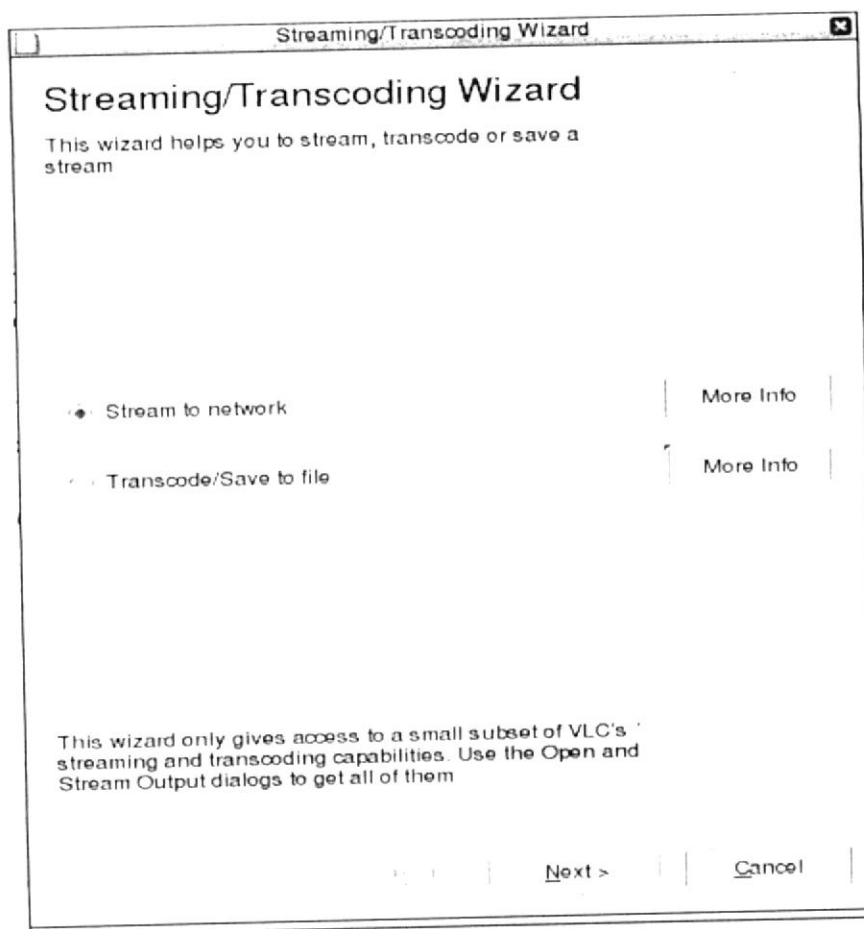 Streaming/Transcoding Wizard
Streaming/Transcoding Wizard
This wizard helps you to stream, transcode or save a
stream
Stream to network
More Info
Transcode/Save to file
More Info
This wizard only gives access to a small subset of VLC's
streaming and transcoding capabilities. Use the Open and
Stream Output dialogs to get all of them
Next >
Cancel